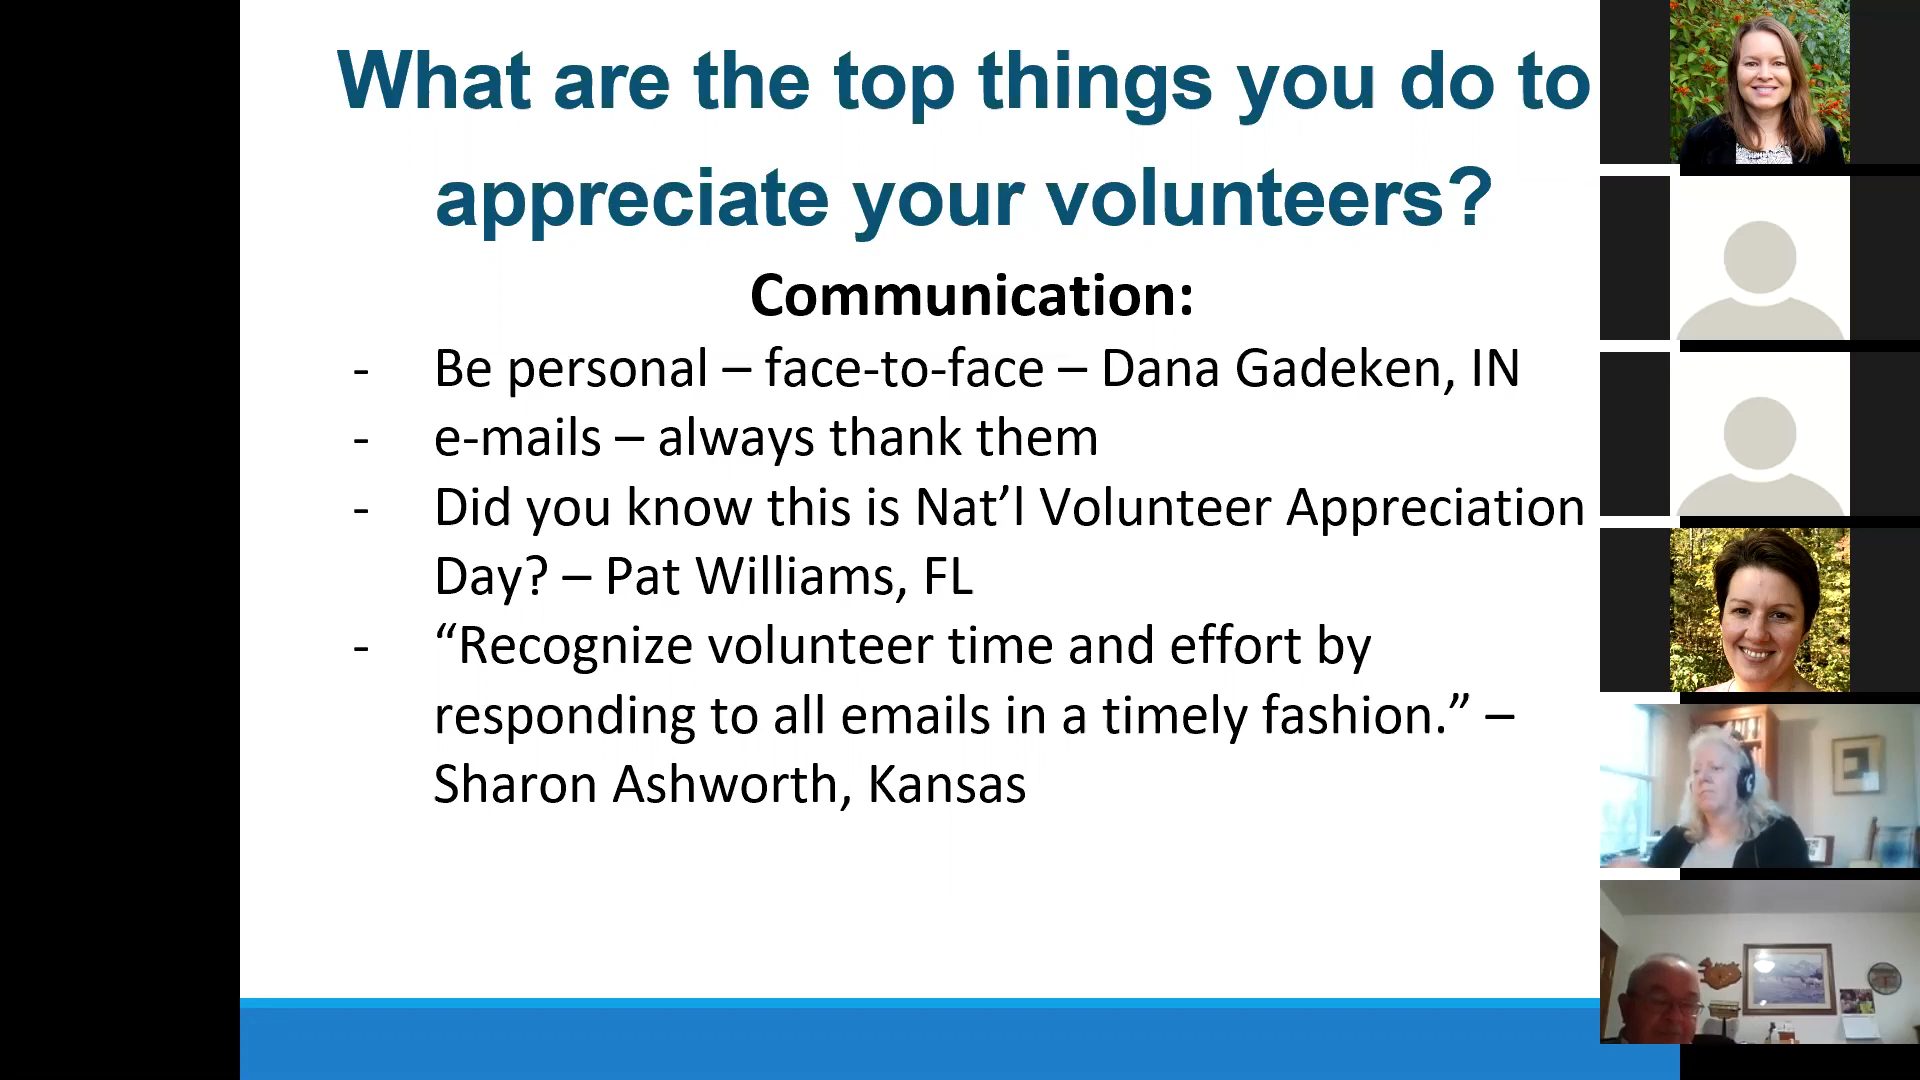 What are the top things you do to
appreciate your volunteers?
Communication:
- Be personal – face-to-face – Dana Gadeken, IN
- e-mails – always thank them
- Did you know this is Nat’l Volunteer Appreciation
Day? – Pat Williams, FL
- “Recognize volunteer time and effort by
responding to all emails in a timely fashion.” –
Sharon Ashworth, Kansas